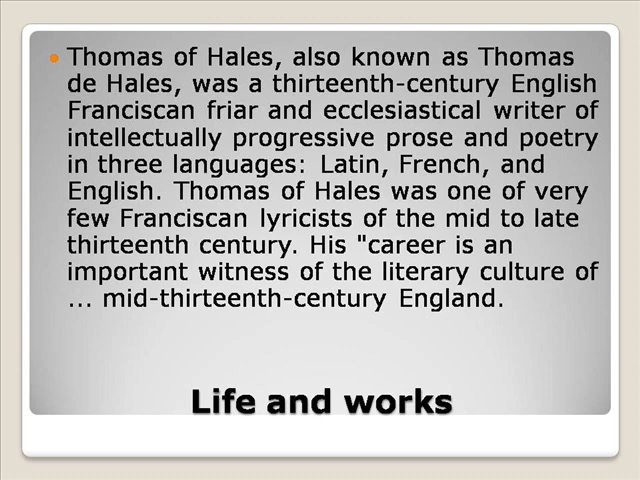 Thomas of Hales, also known as Thomas
de Hales, was a thirteenth-century English
Franciscan friar and ecclesiastical writer of
intellectually progressive prose and poetry
in three languages: Latin, French, and
English. Thomas of Hales was one of very
few Franciscan lyricists of the mid to late
thirteenth century. His "career is an
important witness of the literary culture of
... mid-thirteenth-century England.
Life and works